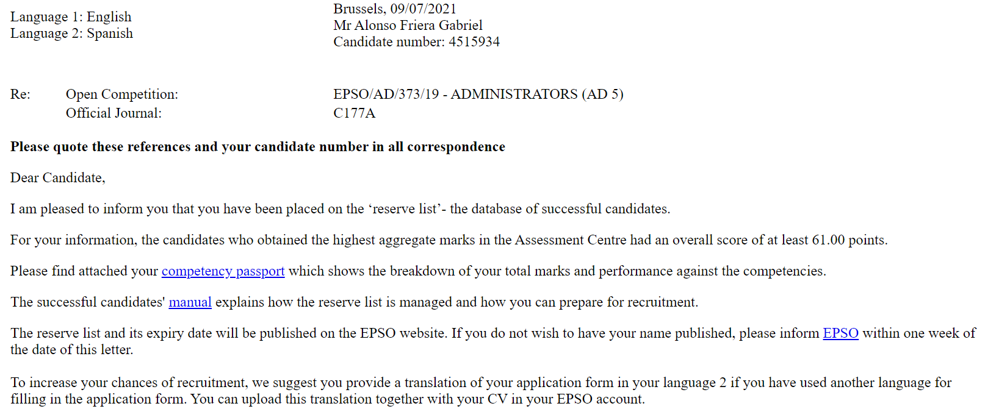 Language 1: English
Language 2: Spanish
Brussels, 09/07/2021
Mr Alonso Friera Gabriel
Candidate number: 4515934
Re: Open Competition: EPSO/AD/373/19 - ADMINISTRATORS (AD 5)
Official Journal: C177A
Please quote these references and your candidate number in all correspondence
Dear Candidate,
I am pleased to inform you that you have been placed on the ‘reserve list’- the database of successful candidates.
For your information, the candidates who obtained the highest aggregate marks in the Assessment Centre had an overall score of at least 61.00 points.
Please find attached your competency passport which shows the breakdown of your total marks and performance against the competencies.
The successful candidates' manual explains how the reserve list is managed and how you can prepare for recruitment.
The reserve list and its expiry date will be published on the EPSO website. If you do not wish to have your name published, please inform EPSO within one week of
the date of this letter.
To increase your chances of recruitment, we suggest you provide a translation of your application form in your language 2 if you have used another language for
filling in the application form. You can upload this translation together with your CV in your EPSO account.